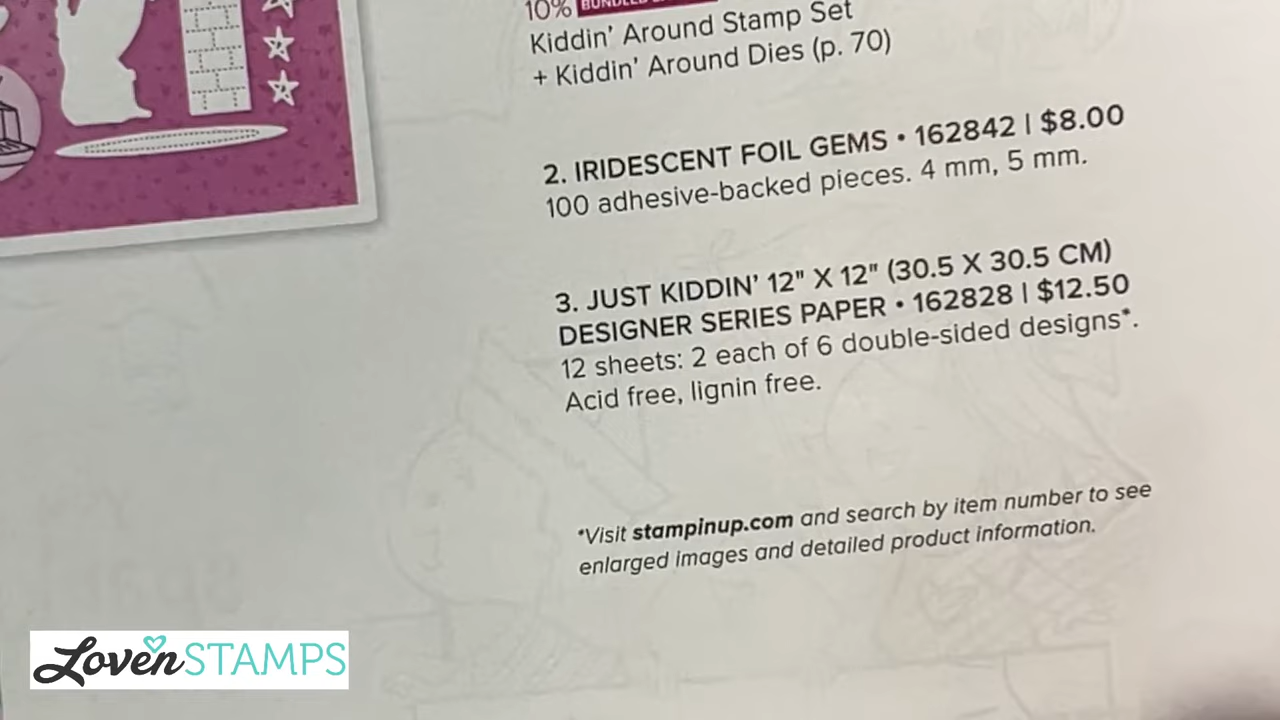 10%
Kiddin' Around Stamp Set
+ Kiddin' Around Dies (p. 70)
2. IRIDESCENT FOIL GEMS • 162842 | $8.00
100 adhesive-backed pieces. 4 mm, 5 mm.
3. JUST KIDDIN' 12" X 12" (30.5 X 30.5 CM)
DESIGNER SERIES PAPER • 162828 | $12.50
12 sheets: 2 each of 6 double-sided designs*.
Acid free, lignin free.
*Visit stampinup.com and search by item number to see
enlarged images and detailed product information.
Loven STAMPS